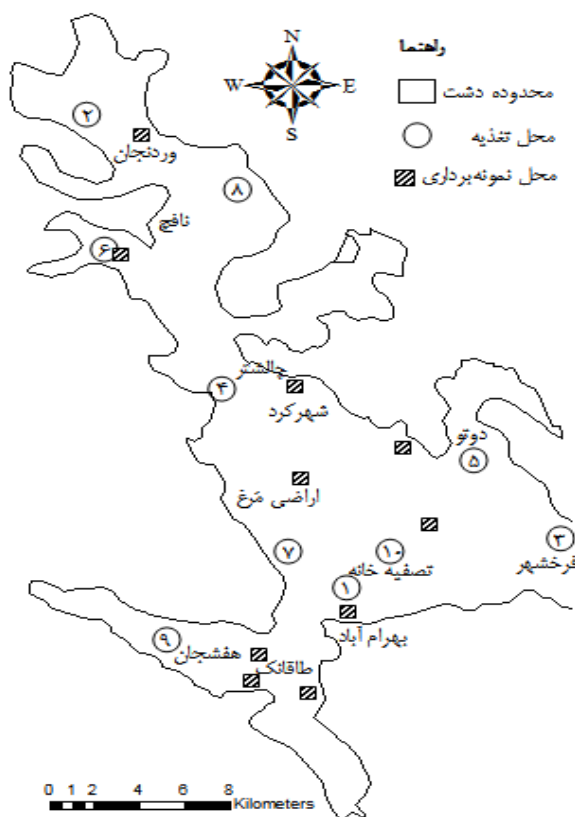 راهنما
محدوده دشت
محل تغذیه
محل نمونه‌برداری
N
W E
S
۲
وردنجان
۸
نافچ
۶
چالشتر
۴
شهرکرد
دوتو
۵
اراضی مَرغ
۳
فرخشهر
۷
۱۰
تصفیه خانه
۱
بهرام آباد
۹
هفشجان
طاقانک
0 1 2 4 6 8
Kilometers